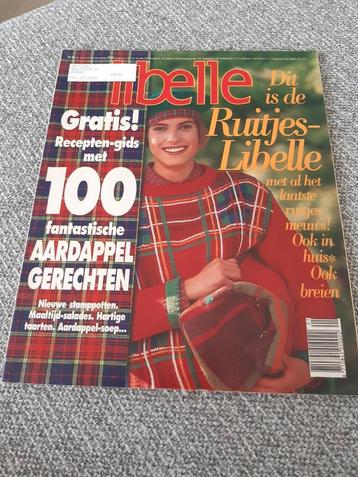 libelle
Gratis!
Recepten-gids
met
100
fantastische
AARDAPPEL
GERECHTEN
Nieuwe stamppotten.
Maaltijd-salades. Hartige
taarten. Aardappel-soep...
Dit
is de
Ruitjes-
Libelle
met al het
laatste
ruitjes
nieuws!
Ook in
huis*
Ook
breien